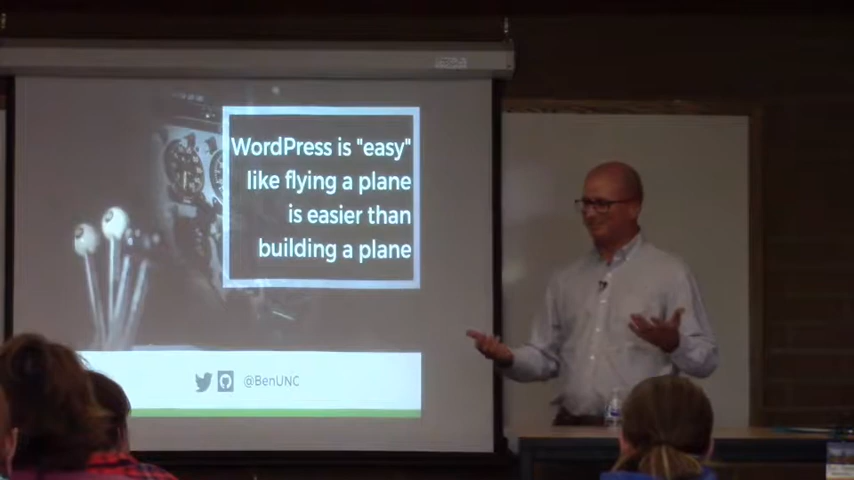 WordPress is "easy"
like flying a plane
is easier than
building a plane
@BenUNC